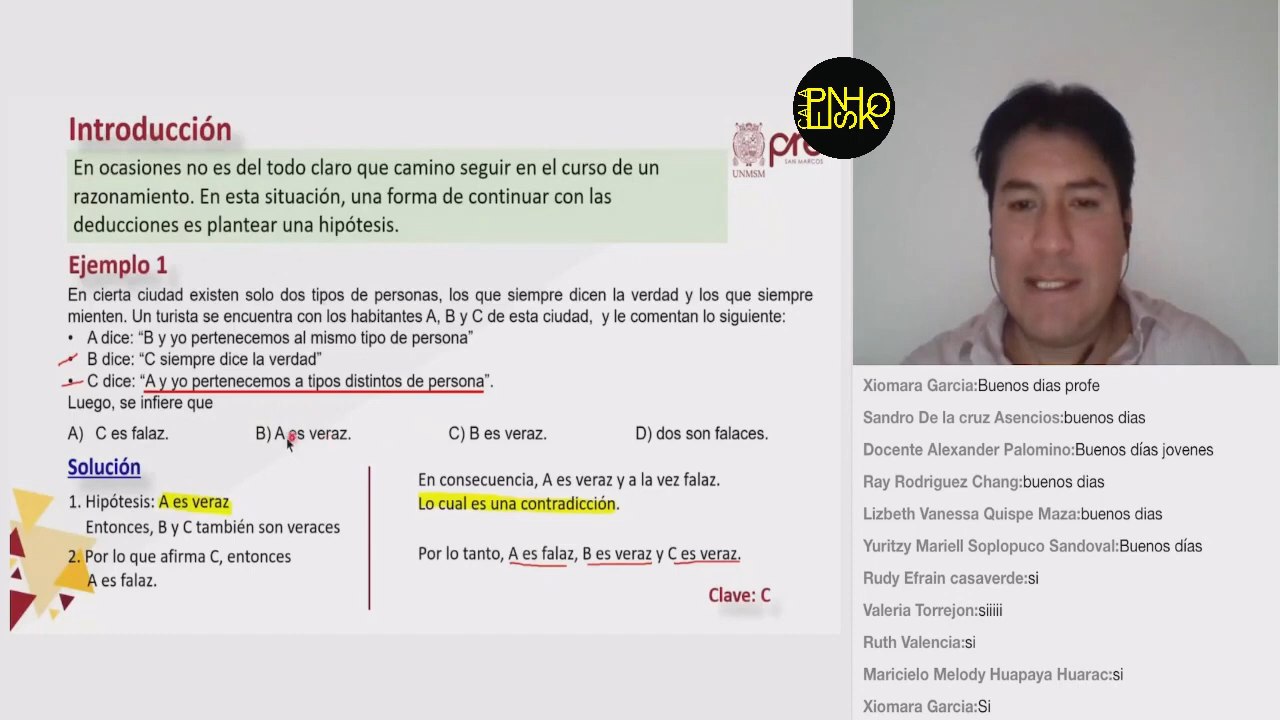 Introducción
En ocasiones no es del todo claro que camino seguir en el curso de un
razonamiento. En esta situación, una forma de continuar con las
deducciones es plantear una hipótesis.
UNMSM
pre
SAN MARCOS
Ejemplo 1
En cierta ciudad existen solo dos tipos de personas, los que siempre dicen la verdad y los que siempre
mienten. Un turista se encuentra con los habitantes A, B y C de esta ciudad, y le comentan lo siguiente:
• A dice: “B y yo pertenecemos al mismo tipo de persona”
• B dice: “C siempre dice la verdad”
• C dice: “A y yo pertenecemos a tipos distintos de persona”.
Luego, se infiere que
A) C es falaz. B) A es veraz. C) B es veraz. D) dos son falaces.
Solución
1. Hipótesis: A es veraz
Entonces, B y C también son veraces
2. Por lo que afirma C, entonces
A es falaz.
En consecuencia, A es veraz y a la vez falaz.
Lo cual es una contradicción.
Por lo tanto, A es falaz, B es veraz y C es veraz.
Clave: C
Xiomara Garcia:Buenos dias profe
Sandro De la cruz Asencios:buenos dias
Docente Alexander Palomino:Buenos días jovenes
Ray Rodriguez Chang:buenos dias
Lizbeth Vanessa Quispe Maza:buenos dias
Yuritzy Mariell Soplopuco Sandoval:Buenos días
Rudy Efrain casaverde:si
Valeria Torrejon:siiiii
Ruth Valencia:si
Maricielo Melody Huapaya Huarac:si
Xiomara Garcia:Si